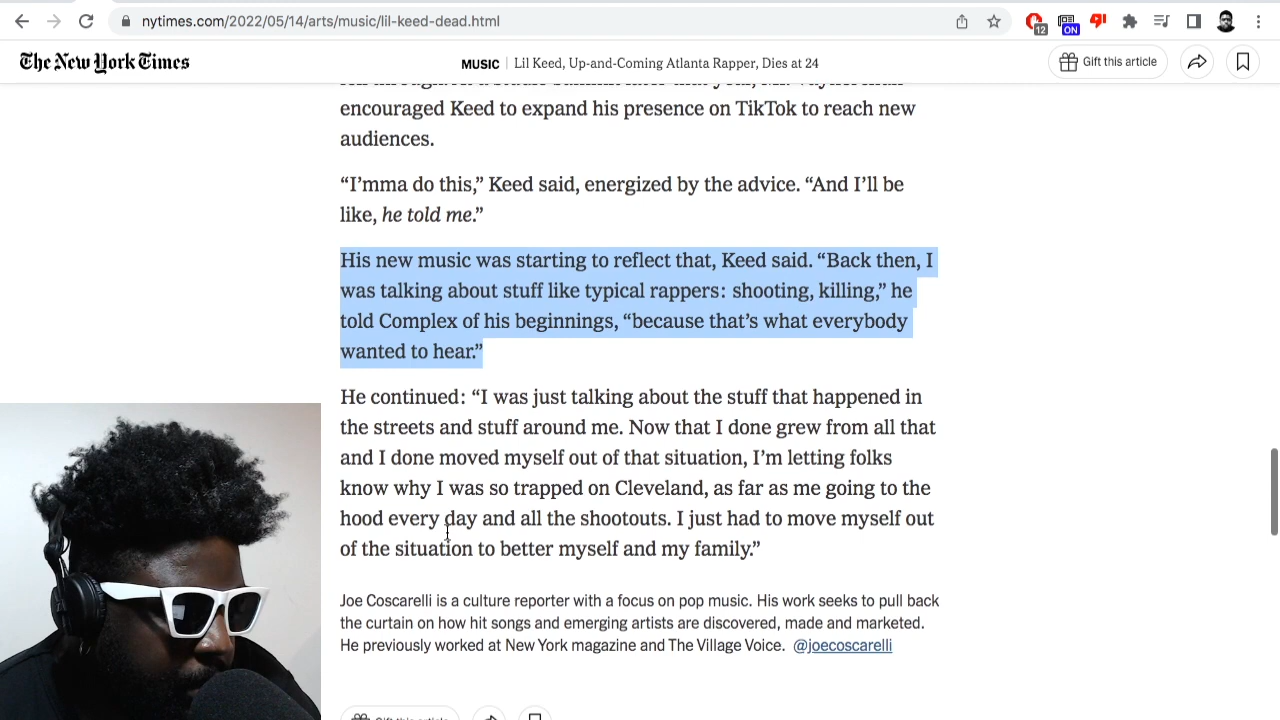 nytimes.com/2022/05/14/arts/music/lil-keed-dead.html
12
ON
The New York Times
MUSIC Lil Keed, Up-and-Coming Atlanta Rapper, Dies at 24
Gift this article
encouraged Keed to expand his presence on TikTok to reach new
audiences.
“I’mma do this,” Keed said, energized by the advice. “And I’ll be
like, he told me.”
His new music was starting to reflect that, Keed said. “Back then, I
was talking about stuff like typical rappers: shooting, killing,” he
told Complex of his beginnings, “because that’s what everybody
wanted to hear.”
He continued: “I was just talking about the stuff that happened in
the streets and stuff around me. Now that I done grew from all that
and I done moved myself out of that situation, I’m letting folks
know why I was so trapped on Cleveland, as far as me going to the
hood every day and all the shootouts. I just had to move myself out
of the situation to better myself and my family.”
Joe Coscarelli is a culture reporter with a focus on pop music. His work seeks to pull back
the curtain on how hit songs and emerging artists are discovered, made and marketed.
He previously worked at New York magazine and The Village Voice. @joecoscarelli
Gift this article